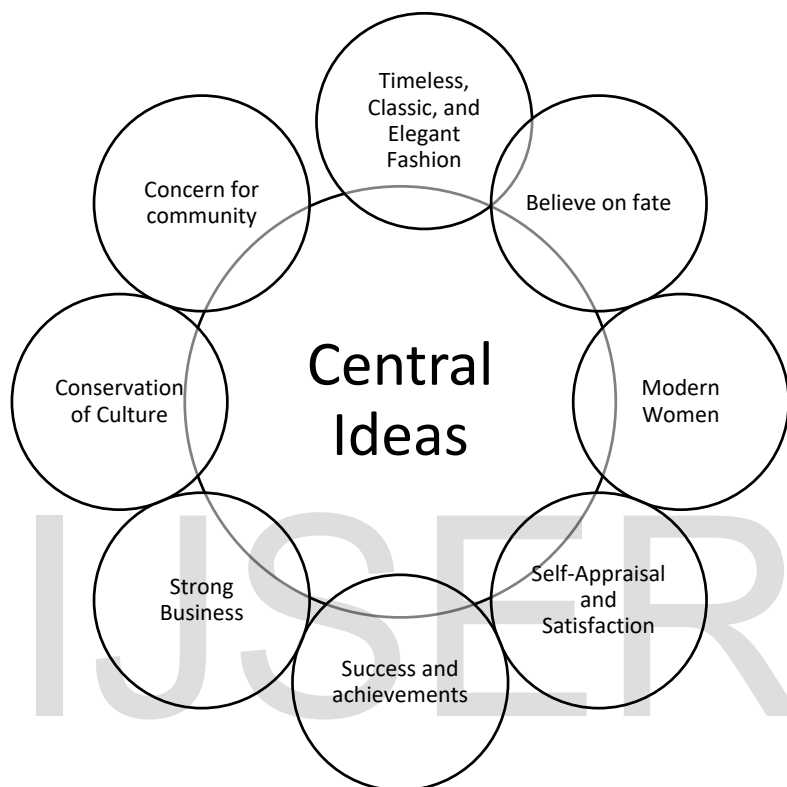 Timeless,
Classic, and
Elegant
Fashion
Believe on fate
Modern
Women
Self-Appraisal
and
Satisfaction
Success and
achievements
Strong
Business
Conservation
of Culture
Concern for
community
Central
Ideas
IJSER